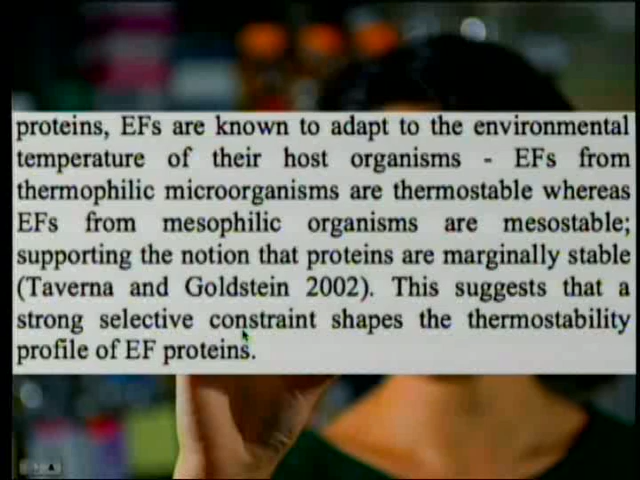 proteins, EFs are known to adapt to the environmental
temperature of their host organisms - EFs from
thermophilic microorganisms are thermostable whereas
EFs from mesophilic organisms are mesostable;
supporting the notion that proteins are marginally stable
(Taverna and Goldstein 2002). This suggests that a
strong selective constraint shapes the thermostability
profile of EF proteins.